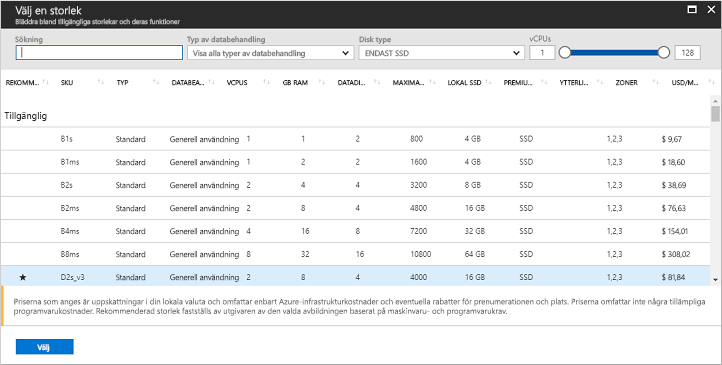 Välj en storlek
Bläddra bland tillgängliga storlekar och deras funktioner
Sökning Typ av databehandling Disk type vCPUs
Visa alla typer av databehandling ENDAST SSD 1 128
REKOMM... SKU TYP DATABEA... VCPUS GB RAM DATADI... MAXIMA... LOKAL SSD PREMIU... YTTERLI... ZONER USD/M...
Tillgänglig
B1s Standard Generell användning 1 1 2 800 4 GB SSD 1,2,3 $ 9,67
B1ms Standard Generell användning 1 2 2 1600 4 GB SSD 1,2,3 $ 18,60
B2s Standard Generell användning 2 4 4 3200 8 GB SSD 1,2,3 $ 38,69
B2ms Standard Generell användning 2 8 4 4800 16 GB SSD 1,2,3 $ 76,63
B4ms Standard Generell användning 4 16 8 7200 32 GB SSD 1,2,3 $ 154,01
B8ms Standard Generell användning 8 32 16 10800 64 GB SSD 1,2,3 $ 308,02
★ D2s_v3 Standard Generell användning 2 8 4 4000 16 GB SSD 1,2,3 $ 81,84
Priserna som anges är uppskattningar i din lokala valuta och omfattar enbart Azure-infrastrukturkostnader och eventuella rabatter för prenumerationen och plats. Priserna omfattar inte några tillämpliga
programvarukostnader. Rekommenderad storlek fastställs av utgivaren av den valda avbildningen baserat på maskinvaru- och programvarukrav.
Välj